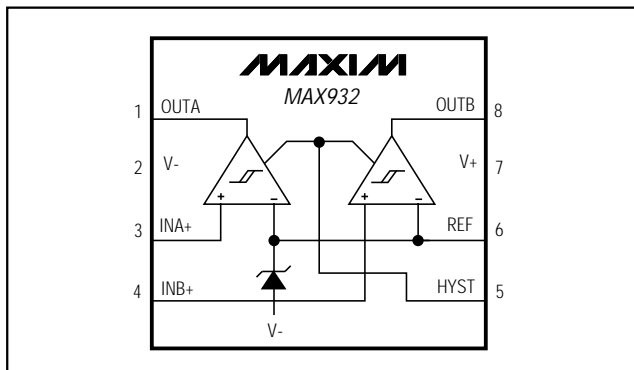 MAXIM
MAX932
1 OUTA
OUTB 8
2 V-
V+ 7
+ −
+ −
3 INA+
REF 6
4 INB+
HYST 5
V-